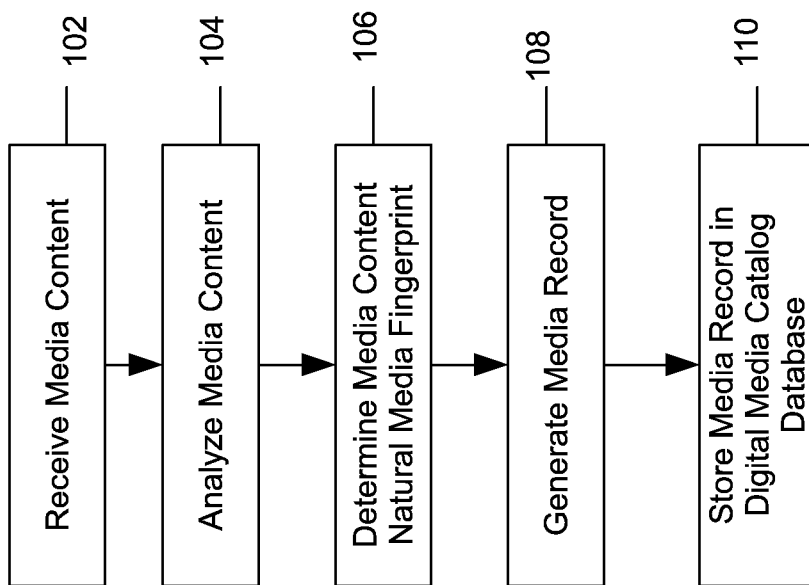 Receive Media Content
102
Analyze Media Content
104
Determine Media Content
Natural Media Fingerprint
106
Generate Media Record
108
Store Media Record in
Digital Media Catalog
Database
110